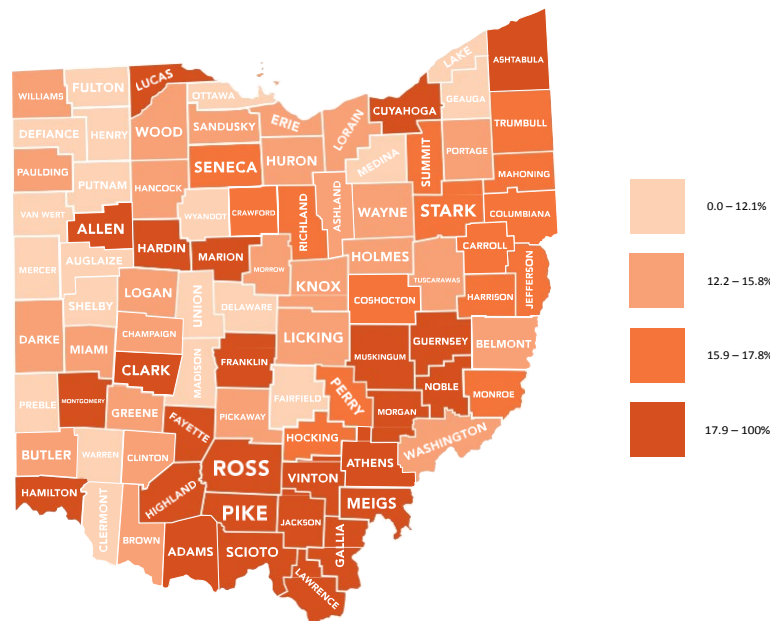 LAKE
ASHTABULA
LUCAS
FULTON
WILLIAMS
OTTAWA
GEAUGA
CUYAHOGA
ERIE
LORAIN
TRUMBULL
SANDUSKY
WOOD
DEFIANCE
HENRY
PORTAGE
SUMMIT
MEDINA
HURON
SENECA
PAULDING
MAHONING
PUTNAM
HANCOCK
ASHLAND
RICHLAND
CRAWFORD
WYANDOT
VAN WERT
WAYNE
STARK
COLUMBIANA
ALLEN
HARDIN
MARION
CARROLL
HOLMES
AUGLAIZE
MERCER
MORROW
TUSCARAWAS
JEFFERSON
KNOX
LOGAN
UNION
SHELBY
DELAWARE
COSHOCTON
HARRISON
DARKE
MIAMI
CHAMPAIGN
LICKING
GUERNSEY
BELMONT
MUSKINGUM
FRANKLIN
CLARK
MADISON
NOBLE
MONROE
PREBLE
MONTGOMERY
GREENE
FAIRFIELD
PERRY
MORGAN
PICKAWAY
FAYETTE
HOCKING
WASHINGTON
BUTLER
WARREN
CLINTON
ROSS
ATHENS
VINTON
HAMILTON
HIGHLAND
CLERMONT
MEIGS
PIKE
JACKSON
GALLIA
BROWN
ADAMS
SCIOTO
LAWRENCE
0.0 – 12.1%
12.2 – 15.8%
15.9 – 17.8%
17.9 – 100%